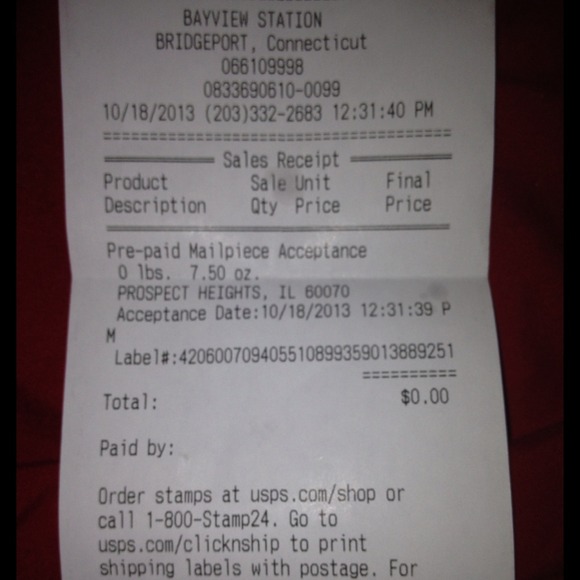 BAYVIEW STATION
BRIDGEPORT, Connecticut
066109998
0833690610-0099
10/18/2013 (203)332-2683 12:31:40 PM
=====================================
Sales Receipt
Product Sale Unit Final
Description Qty Price Price
Pre-paid Mailpiece Acceptance
0 lbs. 7.50 oz.
PROSPECT HEIGHTS, IL 60070
Acceptance Date:10/18/2013 12:31:39 P
M
Label#:420600709405510899359013889251
==========
Total: $0.00
Paid by:
Order stamps at usps.com/shop or
call 1-800-Stamp24. Go to
usps.com/clicknship to print
shipping labels with postage. For